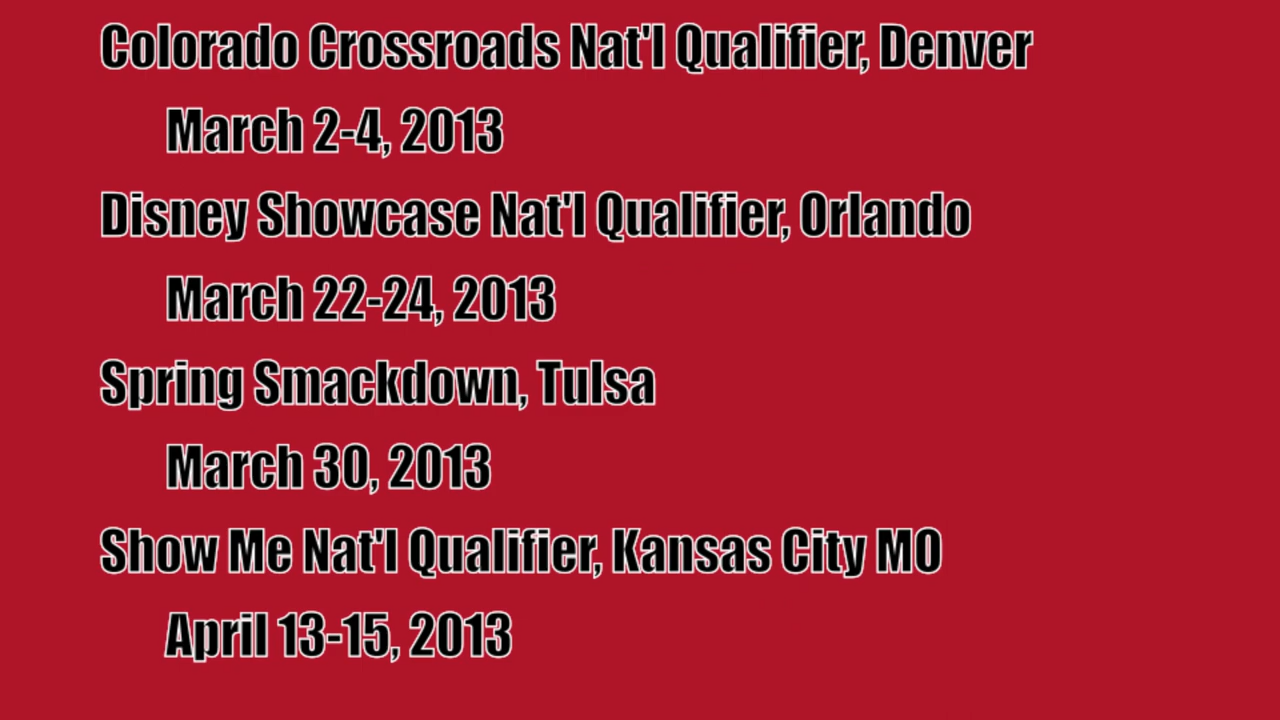 Colorado Crossroads Nat'l Qualifier, Denver
March 2-4, 2013
Disney Showcase Nat'l Qualifier, Orlando
March 22-24, 2013
Spring Smackdown, Tulsa
March 30, 2013
Show Me Nat'l Qualifier, Kansas City MO
April 13-15, 2013